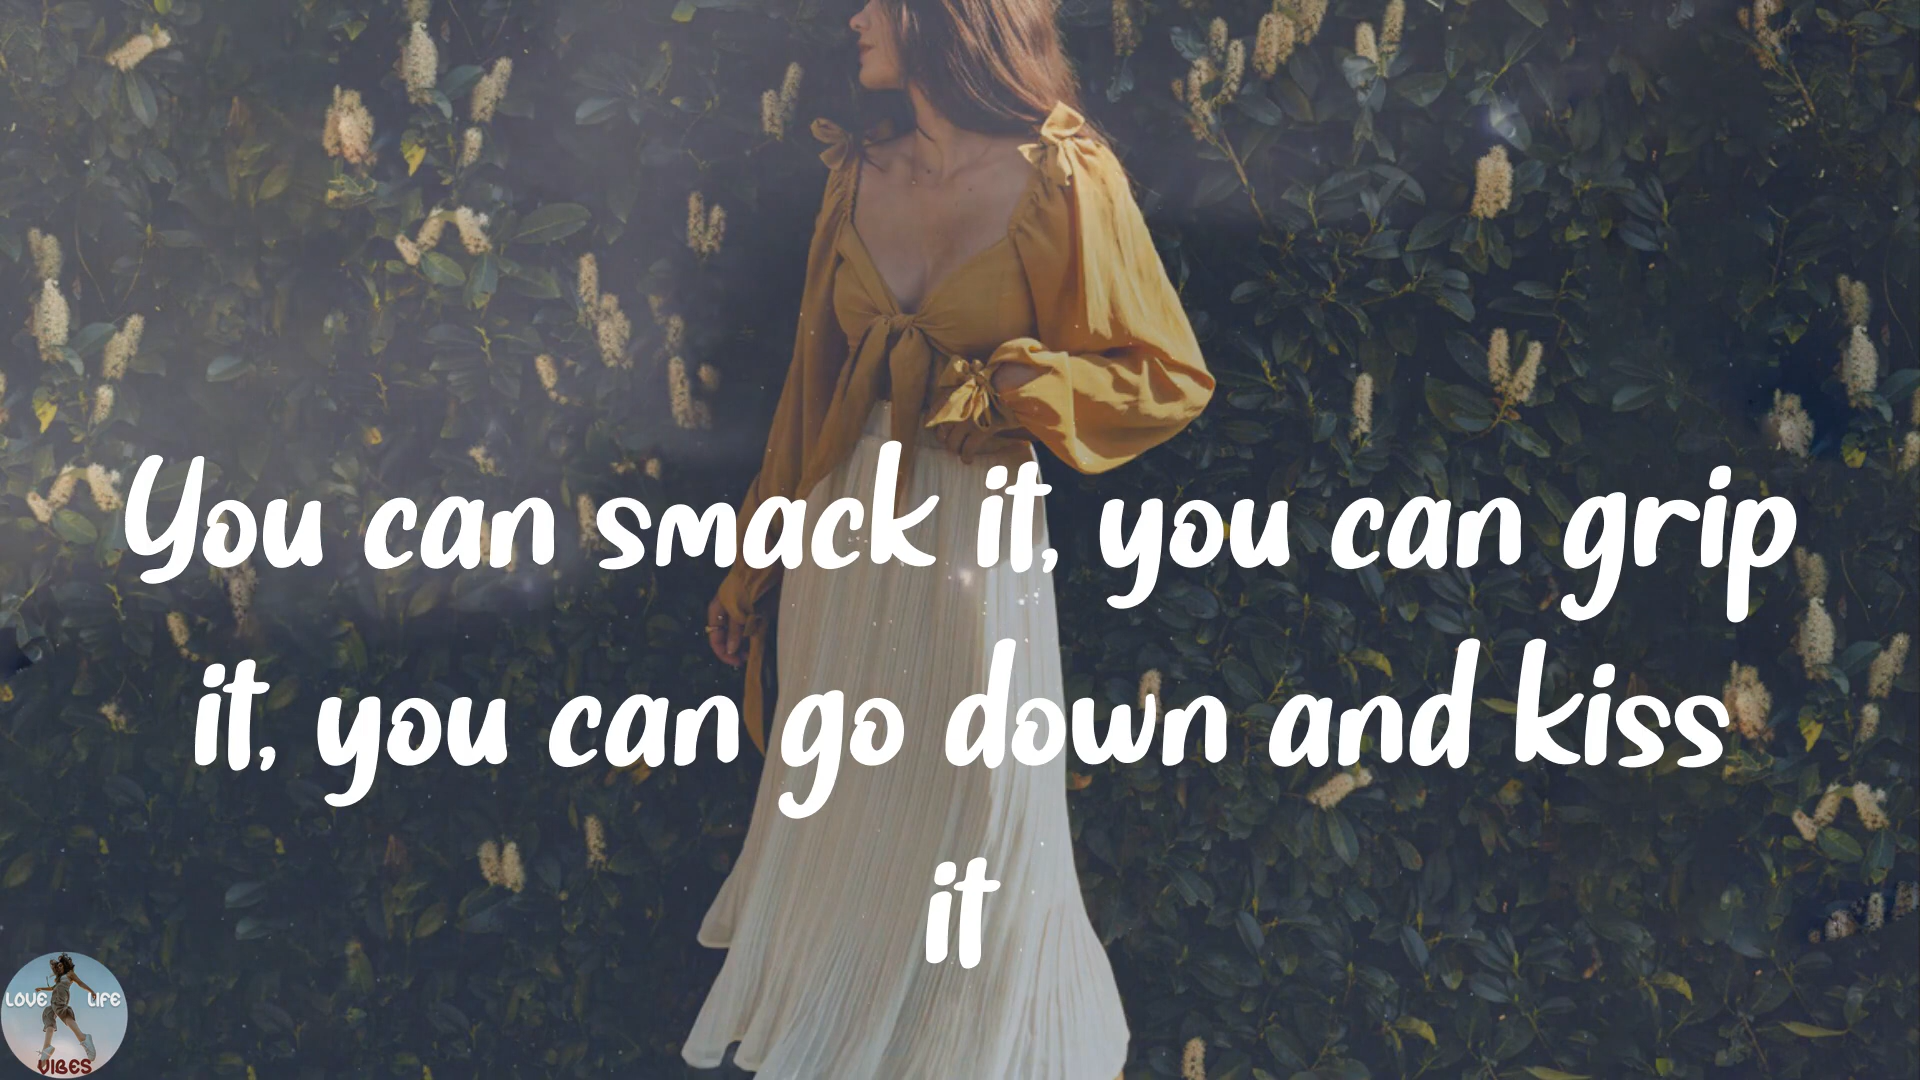 You can smack it, you can grip
it, you can go down and kiss
it
LOVE LIFE
VIBES